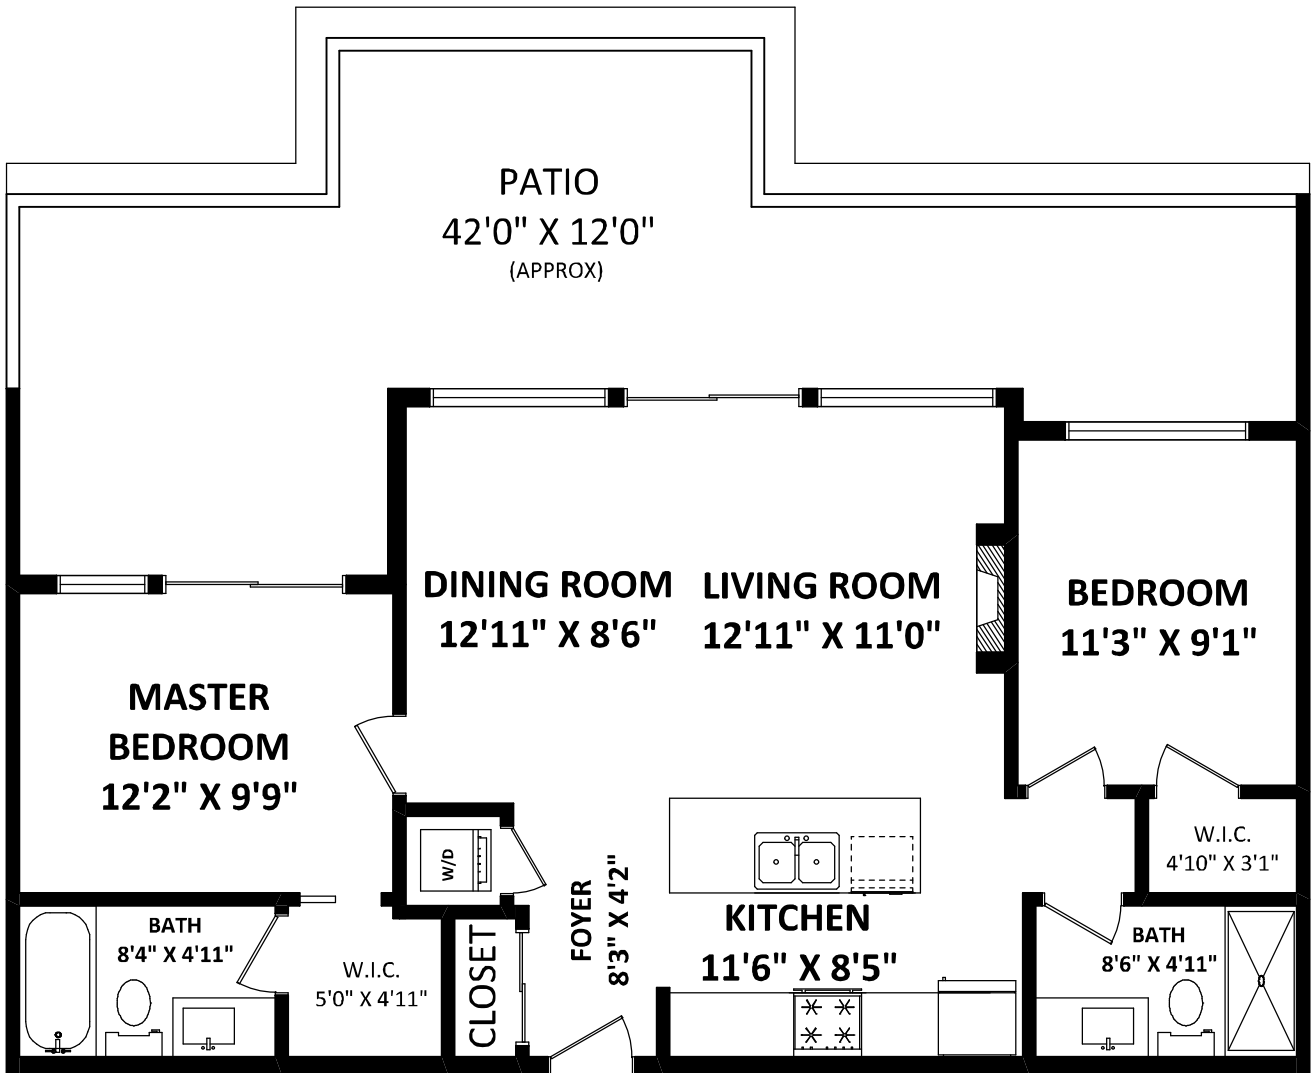 PATIO
42'0" X 12'0"
(APPROX)
DINING ROOM
12'11" X 8'6"
LIVING ROOM
12'11" X 11'0"
BEDROOM
11'3" X 9'1"
MASTER
BEDROOM
12'2" X 9'9"
W/D
FOYER
8'3" X 4'2"
W.I.C.
4'10" X 3'1"
KITCHEN
11'6" X 8'5"
BATH
8'4" X 4'11"
W.I.C.
5'0" X 4'11"
CLOSET
BATH
8'6" X 4'11"